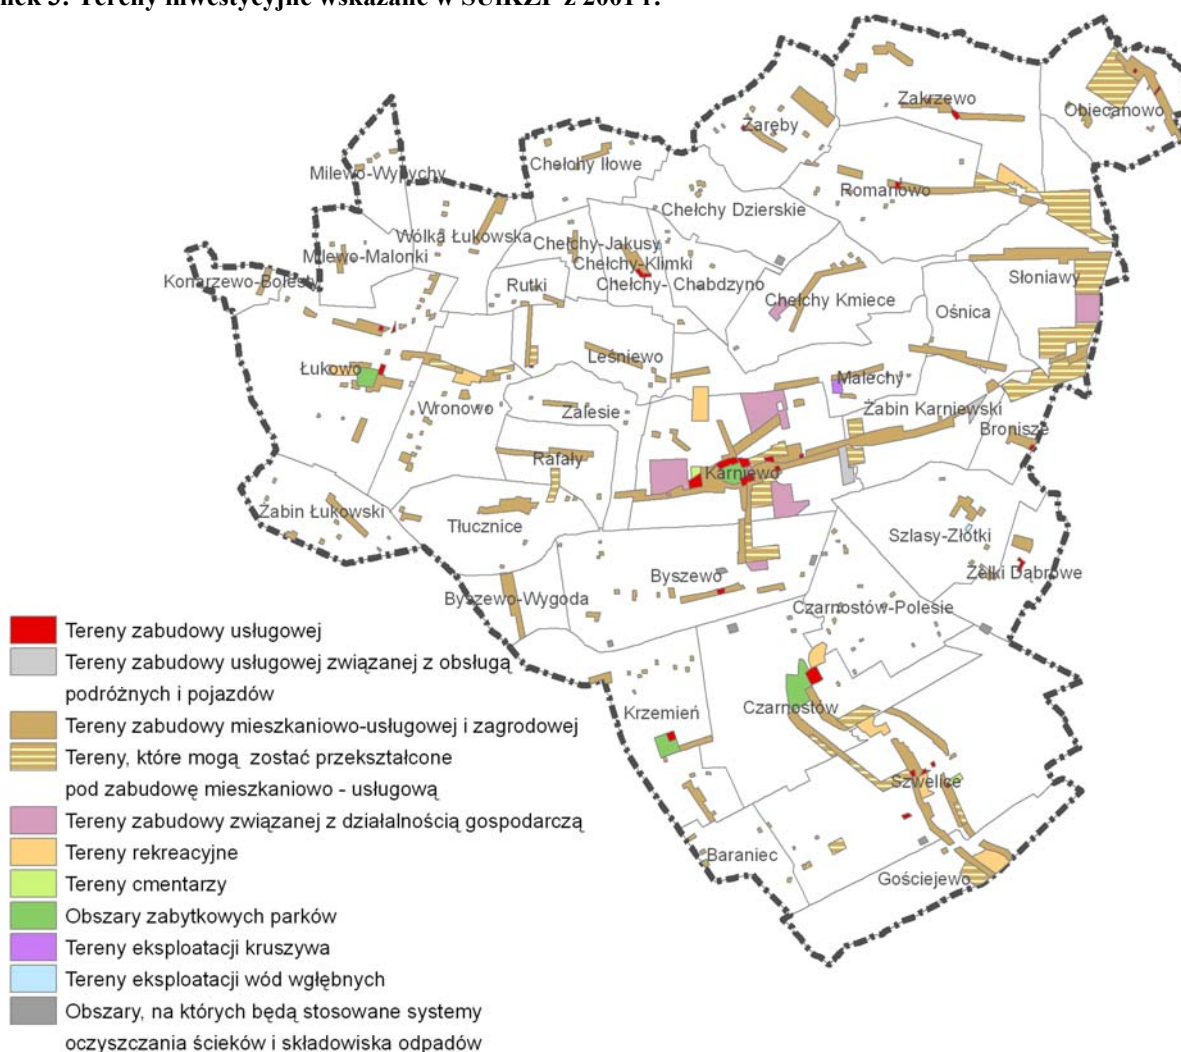 Tereny inwestycyjne wskazane w SUiKZP z 2001 r.
Zakrzewo
Obiecanowo
Zaręby
Chełchy Iłowe
Milewo-Wypychy
Romanowo
Chełchy Dzierskie
Wólka Łukowska
Chełchy-Jakusy
Milewo-Malonki
Chełchy-Klimki
Konarzewo-Bolesty
Rutki
Chełchy- Chabdzyno
Słoniawy
Chełchy Kmiece
Ośnica
Leśniewo
Łukowo
Malechy
Wronowo
Zalesie
Żabin Karniewski
Bronisze
Rafały
Karniewo
Żabin Łukowski
Tłucznice
Szlasy-Złotki
Byszewo
Żelki Dąbrowe
Byszewo-Wygoda
Czarnostów-Polesie
Krzemień
Czarnostów
Szwelice
Baraniec
Gościejewo
Tereny zabudowy usługowej
Tereny zabudowy usługowej związanej z obsługą
podróżnych i pojazdów
Tereny zabudowy mieszkaniowo-usługowej i zagrodowej
Tereny, które mogą zostać przekształcone
pod zabudowę mieszkaniowo - usługową
Tereny zabudowy związanej z działalnością gospodarczą
Tereny rekreacyjne
Tereny cmentarzy
Obszary zabytkowych parków
Tereny eksploatacji kruszywa
Tereny eksploatacji wód wgłębnych
Obszary, na których będą stosowane systemy
oczyszczania ścieków i składowiska odpadów